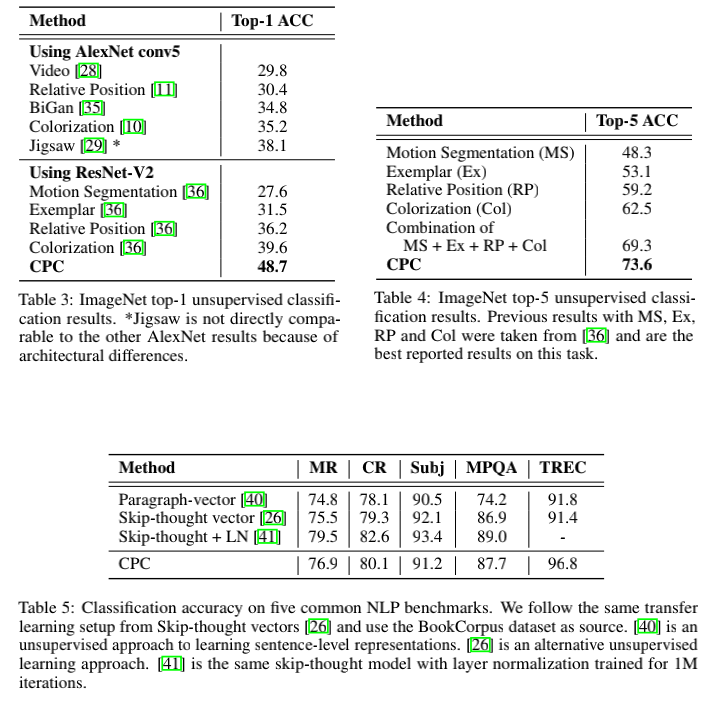 Method Top-1 ACC
Using AlexNet conv5
Video [28] 29.8
Relative Position [11] 30.4
BiGan [35] 34.8
Colorization [10] 35.2
Jigsaw [29] * 38.1
Using ResNet-V2
Motion Segmentation [36] 27.6
Exemplar [36] 31.5
Relative Position [36] 36.2
Colorization [36] 39.6
CPC 48.7
Table 3: ImageNet top-1 unsupervised classifi-
cation results. *Jigsaw is not directly compa-
rable to the other AlexNet results because of
architectural differences.
Method Top-5 ACC
Motion Segmentation (MS) 48.3
Exemplar (Ex) 53.1
Relative Position (RP) 59.2
Colorization (Col) 62.5
Combination of
MS + Ex + RP + Col 69.3
CPC 73.6
Table 4: ImageNet top-5 unsupervised classi-
fication results. Previous results with MS, Ex,
RP and Col were taken from [36] and are the
best reported results on this task.
Method MR CR Subj MPQA TREC
Paragraph-vector [40] 74.8 78.1 90.5 74.2 91.8
Skip-thought vector [26] 75.5 79.3 92.1 86.9 91.4
Skip-thought + LN [41] 79.5 82.6 93.4 89.0 -
CPC 76.9 80.1 91.2 87.7 96.8
Table 5: Classification accuracy on five common NLP benchmarks. We follow the same transfer
learning setup from Skip-thought vectors [26] and use the BookCorpus dataset as source. [40] is an
unsupervised approach to learning sentence-level representations. [26] is an alternative unsupervised
learning approach. [41] is the same skip-thought model with layer normalization trained for 1M
iterations.